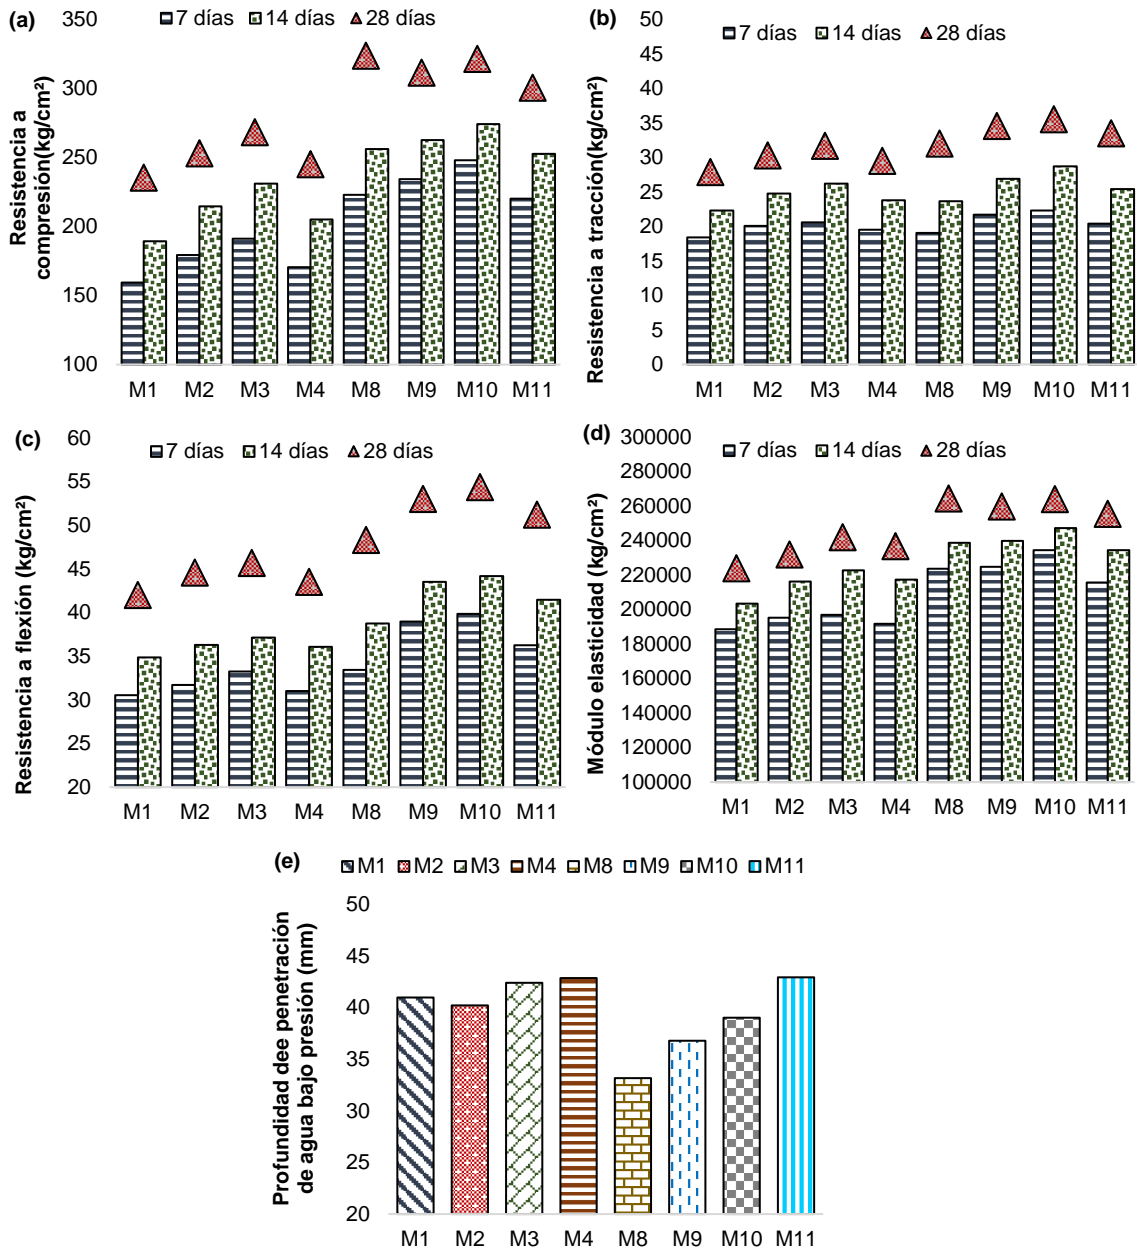 (a)
7 días 14 días 28 días
Resistencia a
compresión(kg/cm²)
350
300
250
200
150
100
M1 M2 M3 M4 M8 M9 M10 M11
(b)
7 días 14 días 28 días
Resistencia a tracción(kg/cm²)
50
45
40
35
30
25
20
15
10
5
0
M1 M2 M3 M4 M8 M9 M10 M11
(c)
7 días 14 días 28 días
Resistencia a flexión (kg/cm²)
60
55
50
45
40
35
30
25
20
M1 M2 M3 M4 M8 M9 M10 M11
(d)
7 días 14 días 28 días
Módulo elasticidad (kg/cm²)
300000
280000
260000
240000
220000
200000
180000
160000
140000
120000
100000
M1 M2 M3 M4 M8 M9 M10 M11
(e)
M1 M2 M3 M4 M8 M9 M10 M11
Profundidad dee penetración
de agua bajo presión (mm)
50
45
40
35
30
25
20
M1 M2 M3 M4 M8 M9 M10 M11